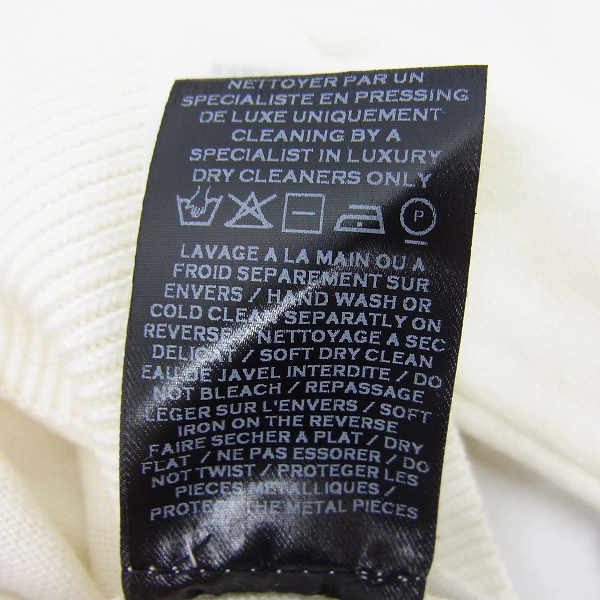 NETTOYER PAR UN
SPECIALISTE EN PRESSING
DE LUXE UNIQUEMENT
CLEANING BY A
SPECIALIST IN LUXURY
DRY CLEANERS ONLY
P
LAVAGE A LA MAIN OU A
FROID SEPAREMENT SUR
ENVERS / HAND WASH OR
COLD CLEAN SEPARATLY ON
REVERSE / NETTOYAGE A SEC
DELICAT / SOFT DRY CLEAN
EAU DE JAVEL INTERDITE / DO
NOT BLEACH / REPASSAGE
LEGER SUR L'ENVERS / SOFT
IRON ON THE REVERSE
FAIRE SECHER A PLAT / DRY
FLAT / NE PAS ESSORER / DO
NOT TWIST / PROTEGER LES
PIECES METALLIQUES /
PROTECT THE METAL PIECES